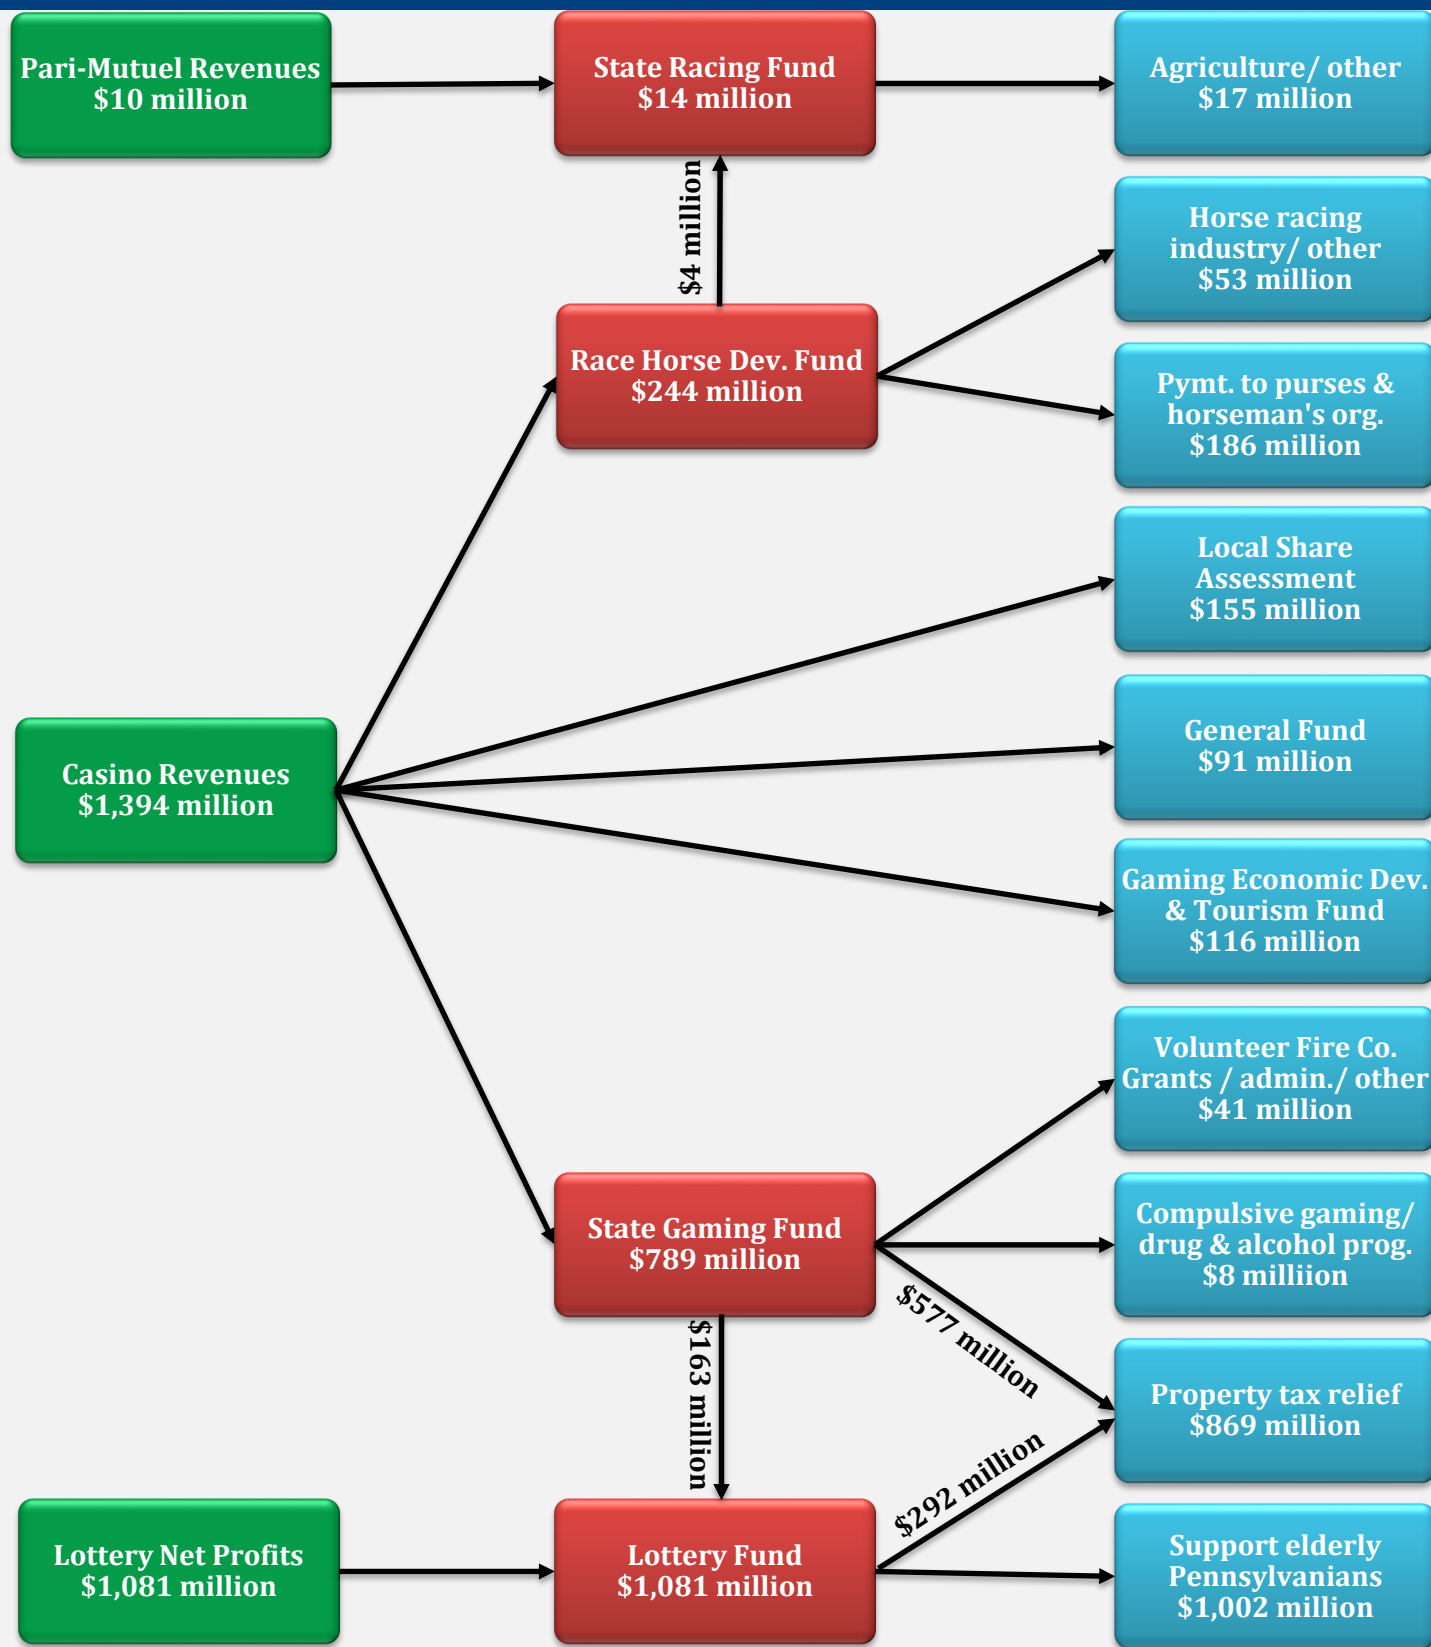 Pari-Mutuel Revenues
$10 million
State Racing Fund
$14 million
Agriculture/ other
$17 million
$4 million
Horse racing
industry/ other
$53 million
Race Horse Dev. Fund
$244 million
Pymt. to purses &
horseman's org.
$186 million
Local Share
Assessment
$155 million
General Fund
$91 million
Casino Revenues
$1,394 million
Gaming Economic Dev.
& Tourism Fund
$116 million
Volunteer Fire Co.
Grants / admin./ other
$41 million
State Gaming Fund
$789 million
Compulsive gaming/
drug & alcohol prog.
$8 milliion
$577 million
$163 million
Property tax relief
$869 million
$292 million
Lottery Net Profits
$1,081 million
Lottery Fund
$1,081 million
Support elderly
Pennsylvanians
$1,002 million